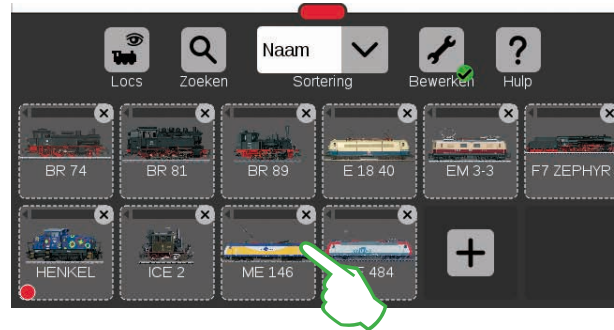 Naam
Locs Zoeken Sortering Bewerken Hulp
BR 74 BR 81 BR 89 E 18 40 EM 3-3 F7 ZEPHYR
HENKEL ICE 2 ME 146 484